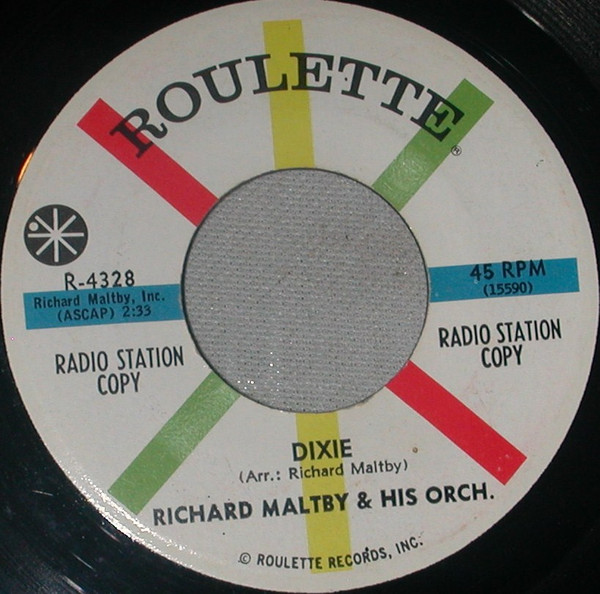 ROULETTE®
R-4328
Richard Maltby, Inc.
(ASCAP) 2:33
RADIO STATION
COPY
45 RPM
(15590)
RADIO STATION
COPY
DIXIE
(Arr.: Richard Maltby)
RICHARD MALTBY & HIS ORCH.
© ROULETTE RECORDS, INC.